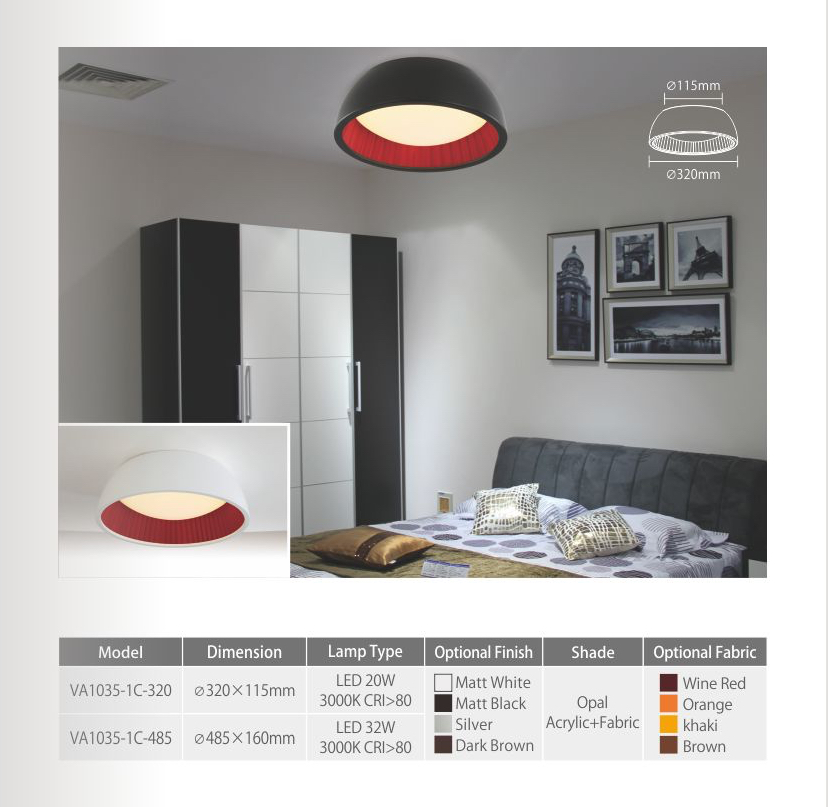 ⌀115mm
⌀320mm
Model Dimension Lamp Type Optional Finish Shade Optional Fabric
VA1035-1C-320 ⌀320×115mm LED 20W
3000K CRI>80
VA1035-1C-485 ⌀485×160mm LED 32W
3000K CRI>80
Matt White
Matt Black
Silver
Dark Brown
Opal
Acrylic+Fabric
Wine Red
Orange
khaki
Brown